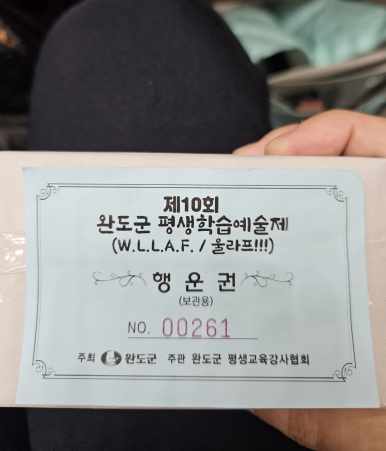 제10회
완도군 평생학습예술제
(W.L.L.A.F. / 울라프!!!)
행운권
(보관용)
NO. 00261
주최 완도군 주관 완도군 평생교육강사협회